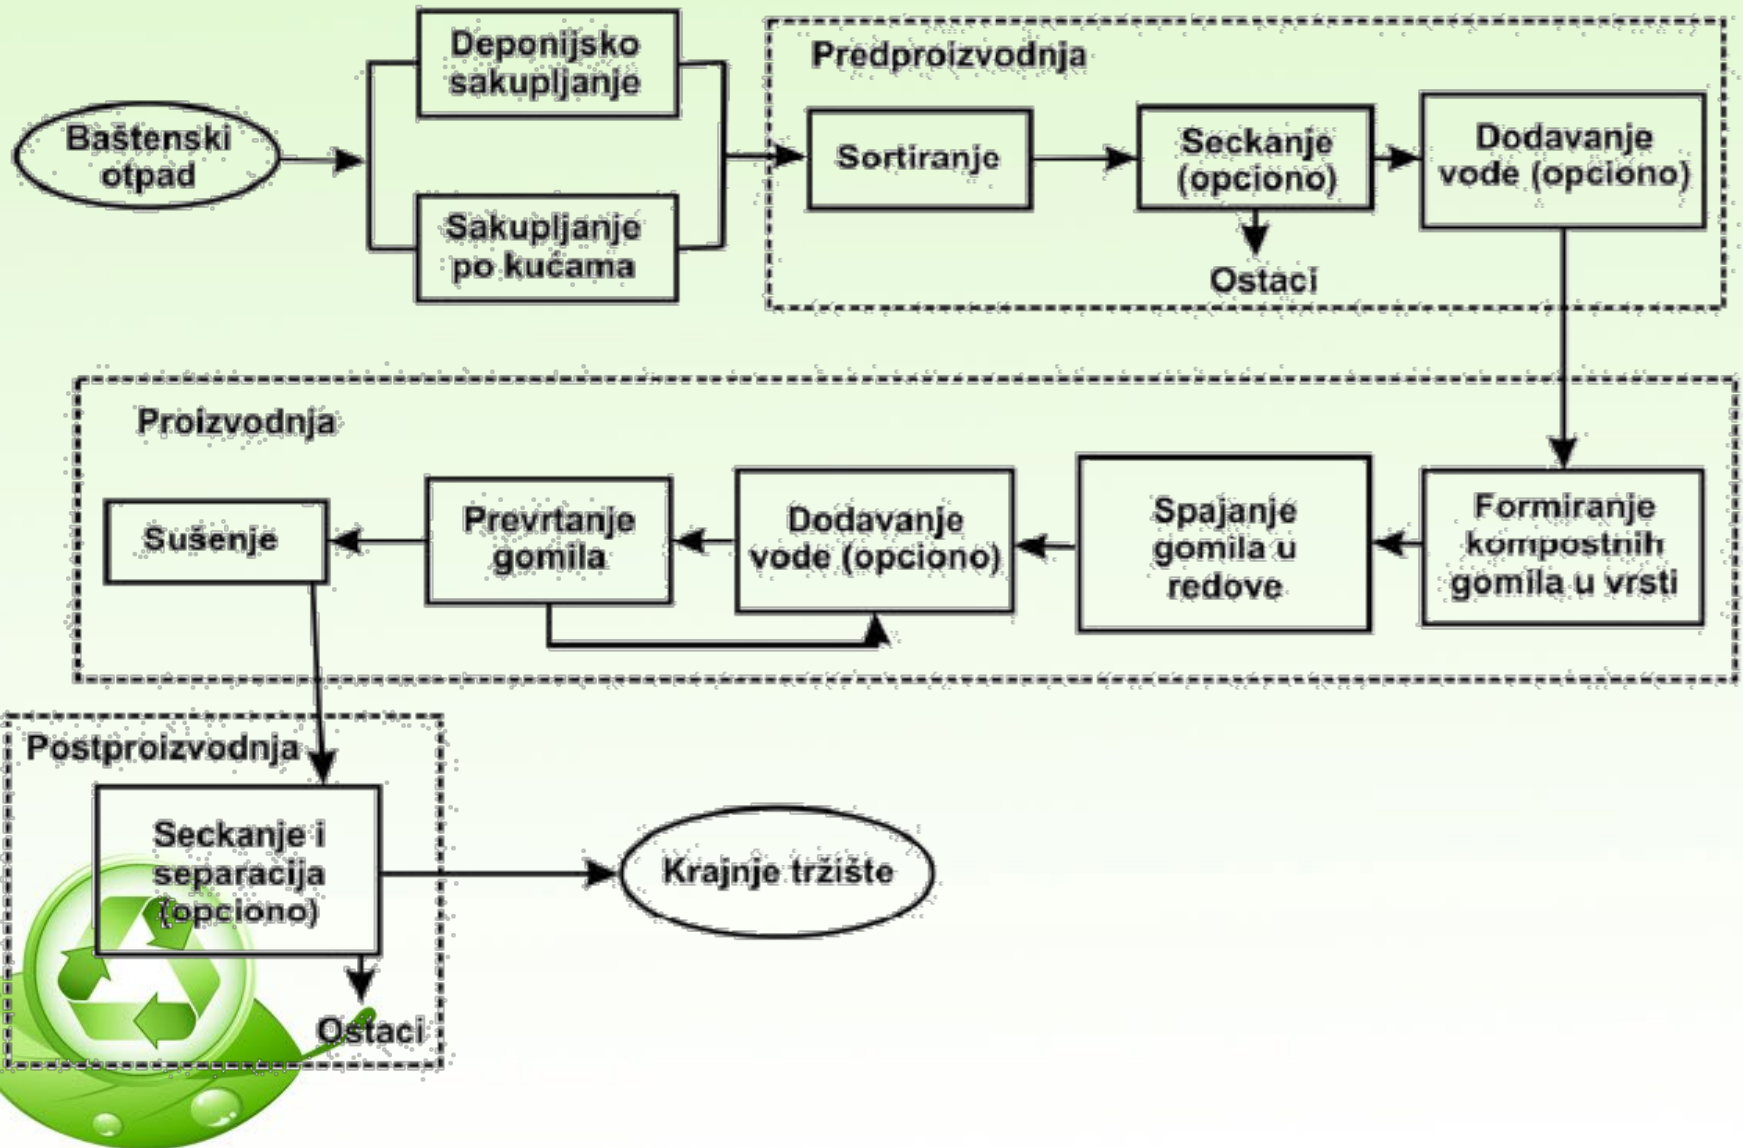 Baštenski
otpad
Deponijsko
sakupljanje
Sakupljanje
po kućama
Predproizvodnja
Sortiranje
Seckanje
(opciono)
Ostaci
Dodavanje
vode (opciono)
Proizvodnja
Formiranje
kompostnih
gomila u vrsti
Spajanje
gomila u
redove
Dodavanje
vode (opciono)
Prevrtanje
gomila
Sušenje
Postproizvodnja
Seckanje i
separacija
(opciono)
Ostaci
Krajnje tržište